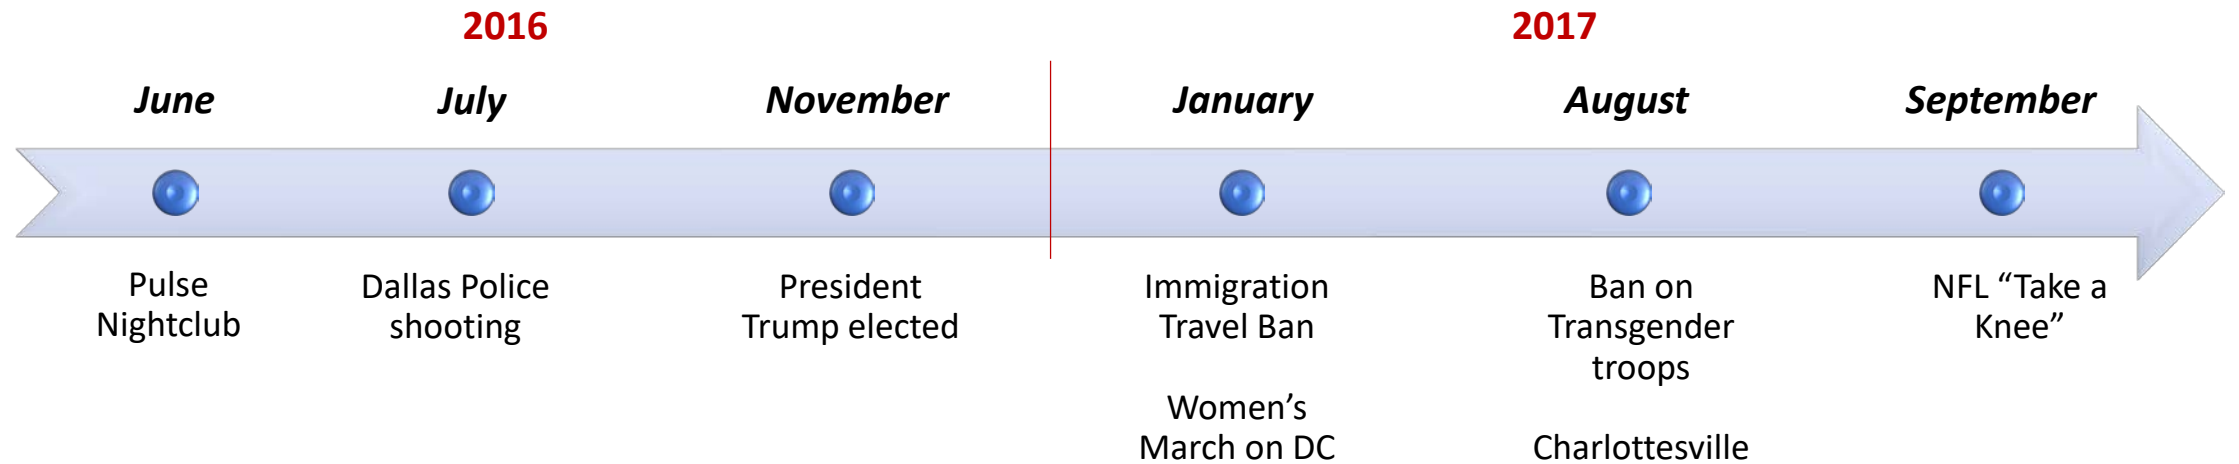 2016
2017
June
July
November
January
August
September
Pulse
Nightclub
Dallas Police
shooting
President
Trump elected
Immigration
Travel Ban
Women’s
March on DC
Ban on
Transgender
troops
Charlottesville
NFL “Take a
Knee”